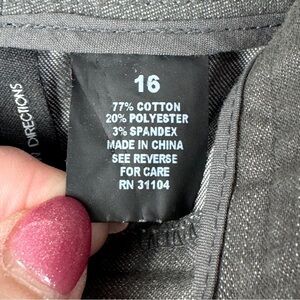 16
77% COTTON
20% POLYESTER
3% SPANDEX
MADE IN CHINA
SEE REVERSE
FOR CARE
RN 31104
DIRECTIONS